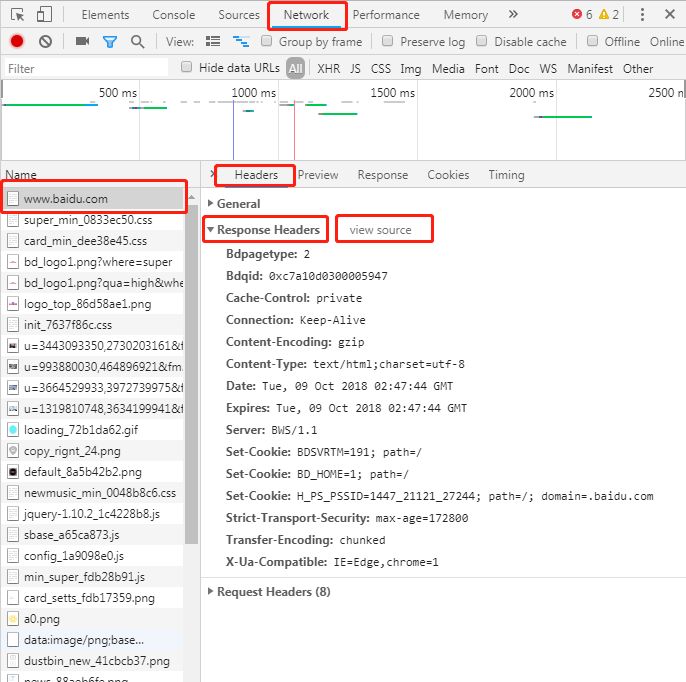 Elements Console Sources Network Performance Memory » 6 2
View: Group by frame Preserve log Disable cache Offline Online
Filter Hide data URLs All XHR JS CSS Img Media Font Doc WS Manifest Other
500 ms 1000 ms 1500 ms 2000 ms 2500 n
Name
www.baidu.com
super_min_0833ec50.css
card_min_dee38e45.css
bd_logo1.png?where=super
bd_logo1.png?qua=high&whe
logo_top_86d58ae1.png
init_7637f86c.css
u=3443093350,2730203161&f
u=993880030,464896921&fm
u=3664529933,3972739975&f
u=1319810748,3634199941&f
loading_72b1da62.gif
copy_rignt_24.png
default_8a5b42b2.png
newmusic_min_0048b8c6.css
jquery-1.10.2_1c4228b8.js
sbase_a65ca873.js
config_1a9098e0.js
min_super_fdb28b91.js
card_setts_fdb17359.png
a0.png
data:image/png;base...
dustbin_new_41cbcb37.png
news_88aeb6fe.png
Headers Preview Response Cookies Timing
General
Response Headers view source
Bdpagetype: 2
Bdqid: 0xc7a10d0300005947
Cache-Control: private
Connection: Keep-Alive
Content-Encoding: gzip
Content-Type: text/html;charset=utf-8
Date: Tue, 09 Oct 2018 02:47:44 GMT
Expires: Tue, 09 Oct 2018 02:47:44 GMT
Server: BWS/1.1
Set-Cookie: BDSVRTM=191; path=/
Set-Cookie: BD_HOME=1; path=/
Set-Cookie: H_PS_PSSID=1447_21121_27244; path=/; domain=.baidu.com
Strict-Transport-Security: max-age=172800
Transfer-Encoding: chunked
X-Ua-Compatible: IE=Edge,chrome=1
Request Headers (8)